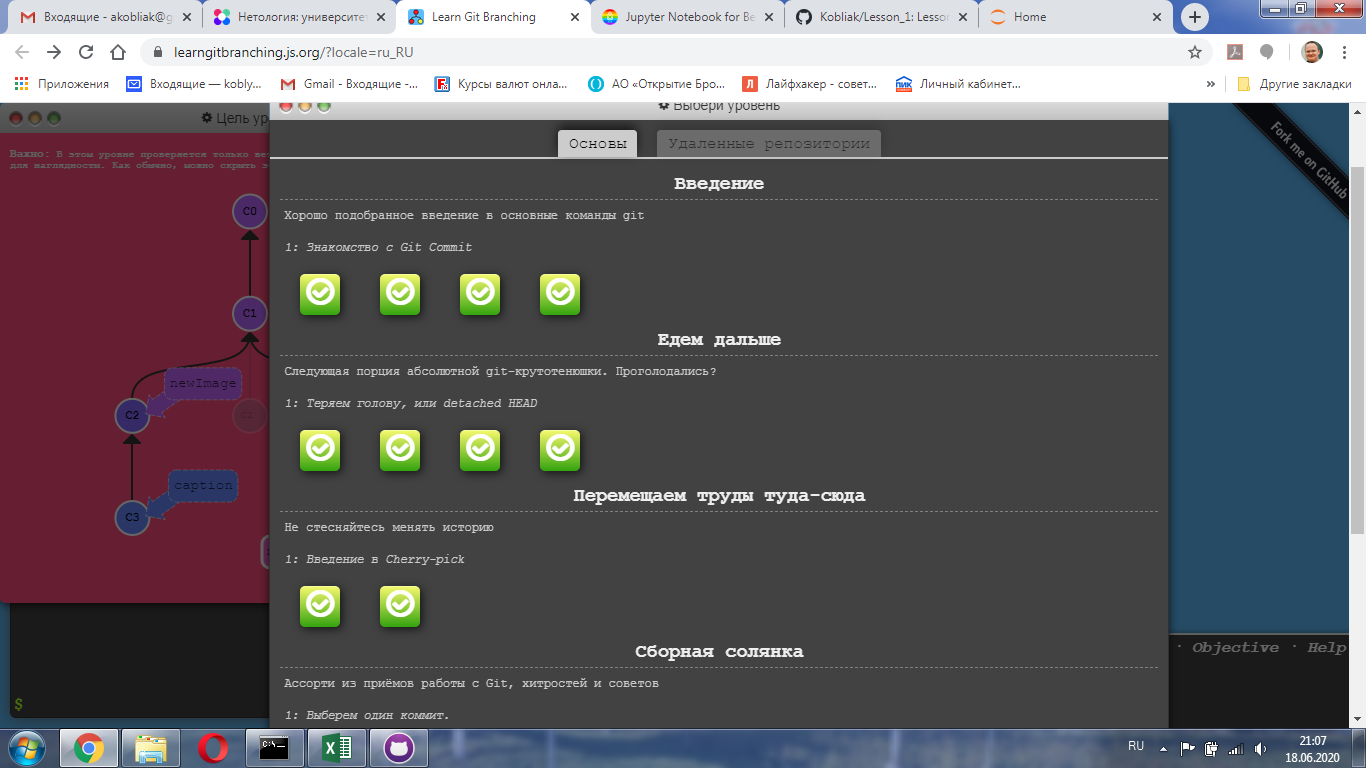 Входящие - akobliak@g
Нетология: университет
Learn Git Branching
Jupyter Notebook for Be
Kobliak/Lesson_1: Lesson
Home
learngitbranching.js.org/?locale=ru_RU
Приложения
Входящие — kobly...
Gmail - Входящие -...
Курсы валют онла...
АО «Открытие Бро...
Лайфхакер - совет...
Личный кабинет...
»
Другие закладки
Выбери уровень
Цель ур
Fork me on GitHub
Основы
Удаленные репозитории
Важно: В этом уровне проверяется только ве
для наглядности. Как обычно, можно скрыть э
Введение
Хорошо подобранное введение в основные команды git
1: Знакомство с Git Commit
C0
C1
Едем дальше
Следующая порция абсолютной git-крутотенюшки. Проголодались?
1: Теряем голову, или detached HEAD
newImage
C2
Перемещаем труды туда-сюда
caption
C3
Не стесняйтесь менять историю
1: Введение в Cherry-pick
Сборная солянка
· Objective · Help
Ассорти из приёмов работы с Git, хитростей и советов
$
1: Выберем один коммит.
C:\
RU
21:07
18.06.2020